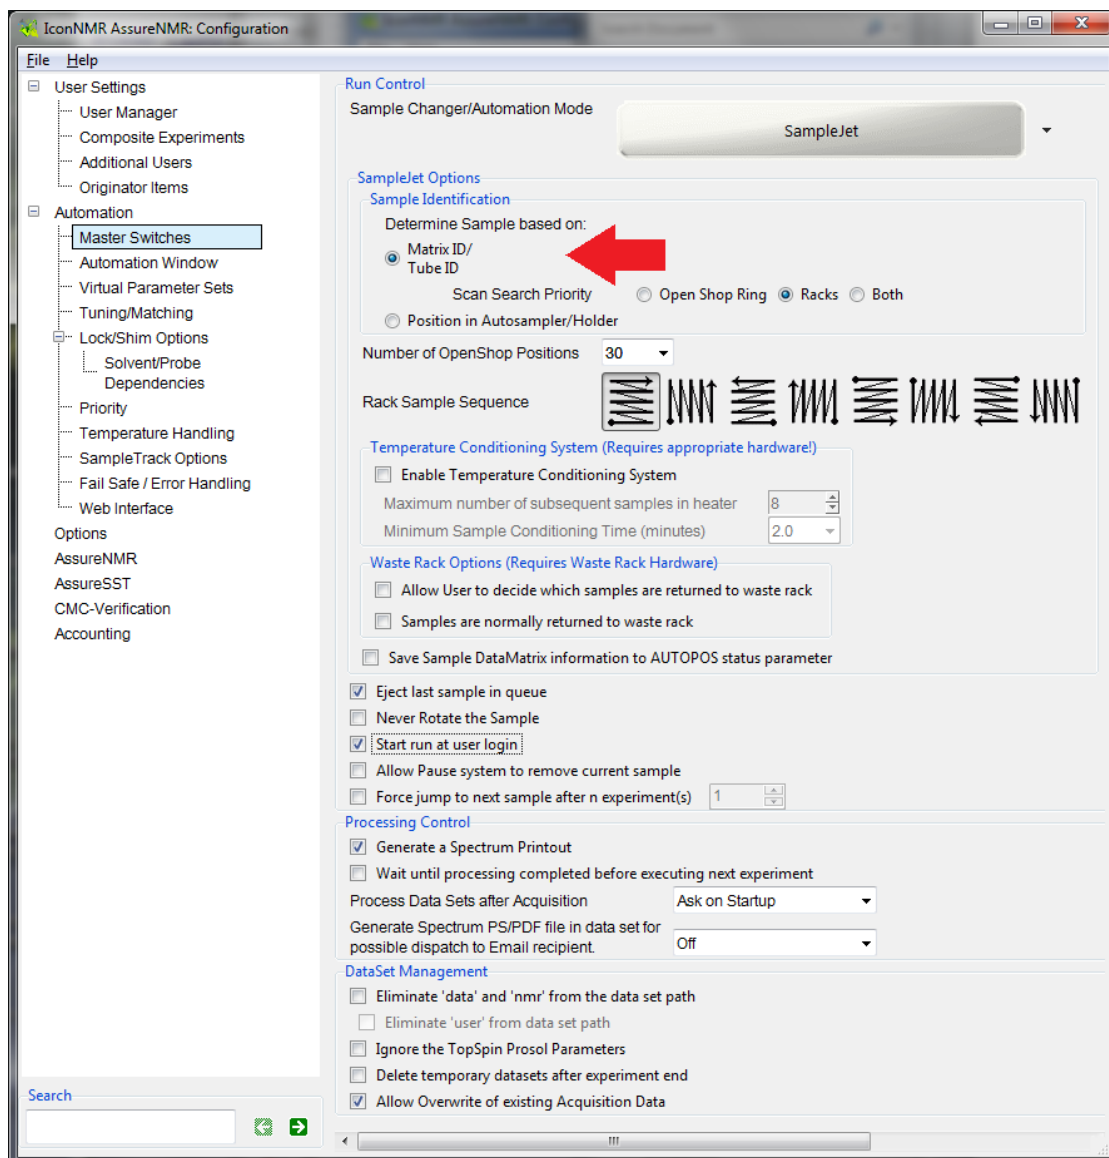 IconNMR AssureNMR: Configuration
File Help
User Settings
User Manager
Composite Experiments
Additional Users
Originator Items
Automation
Master Switches
Automation Window
Virtual Parameter Sets
Tuning/Matching
Lock/Shim Options
Solvent/Probe
Dependencies
Priority
Temperature Handling
SampleTrack Options
Fail Safe / Error Handling
Web Interface
Options
AssureNMR
AssureSST
CMC-Verification
Accounting
Search
Run Control
Sample Changer/Automation Mode
SampleJet
SampleJet Options
Sample Identification
Determine Sample based on:
Matrix ID/
Tube ID
Scan Search Priority Open Shop Ring Racks Both
Position in Autosampler/Holder
Number of OpenShop Positions 30
Rack Sample Sequence
Temperature Conditioning System (Requires appropriate hardware!)
Enable Temperature Conditioning System
Maximum number of subsequent samples in heater 8
Minimum Sample Conditioning Time (minutes) 2.0
Waste Rack Options (Requires Waste Rack Hardware)
Allow User to decide which samples are returned to waste rack
Samples are normally returned to waste rack
Save Sample DataMatrix information to AUTOPOS status parameter
Eject last sample in queue
Never Rotate the Sample
Start run at user login
Allow Pause system to remove current sample
Force jump to next sample after n experiment(s) 1
Processing Control
Generate a Spectrum Printout
Wait until processing completed before executing next experiment
Process Data Sets after Acquisition Ask on Startup
Generate Spectrum PS/PDF file in data set for
possible dispatch to Email recipient. Off
DataSet Management
Eliminate 'data' and 'nmr' from the data set path
Eliminate 'user' from data set path
Ignore the TopSpin Prosol Parameters
Delete temporary datasets after experiment end
Allow Overwrite of existing Acquisition Data